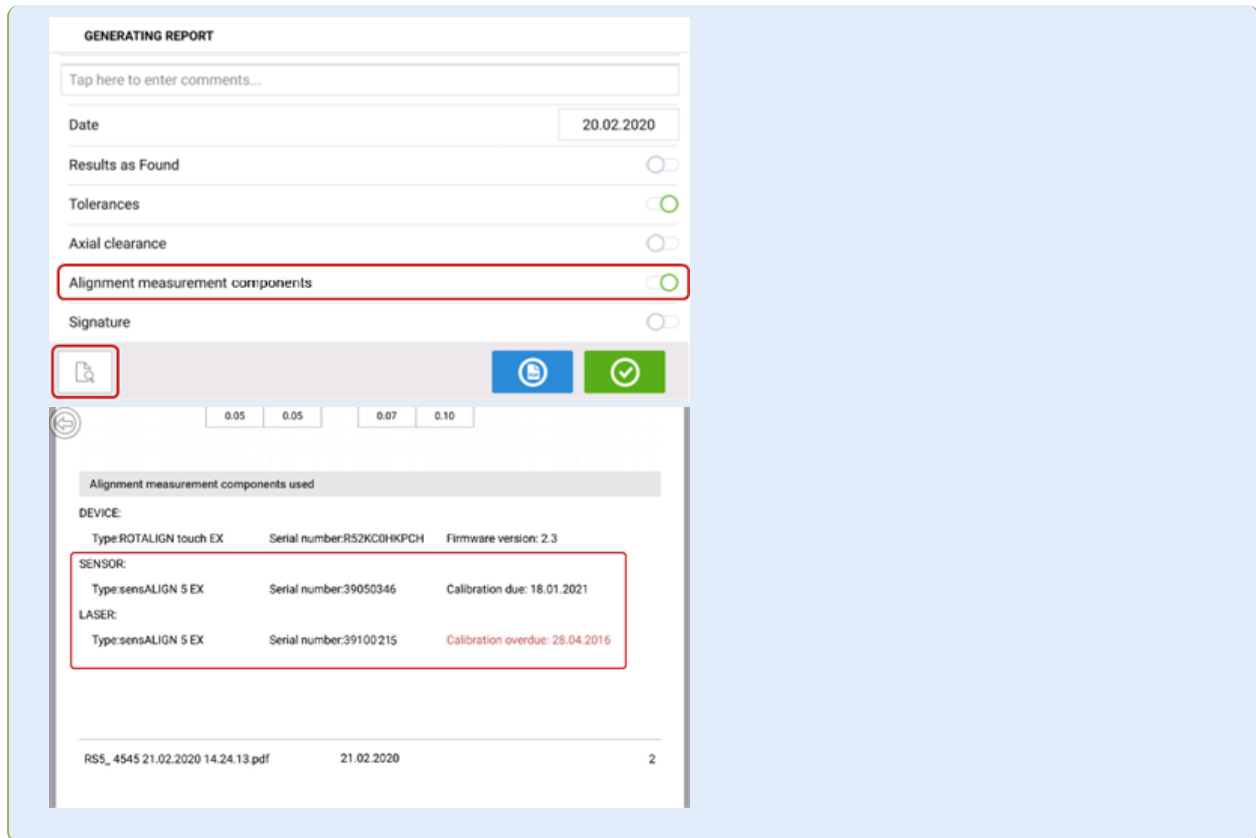 GENERATING REPORT
Tap here to enter comments...
Date 20.02.2020
Results as Found
Tolerances
Axial clearance
Alignment measurement components
Signature
0.05 0.05 0.07 0.10
Alignment measurement components used
DEVICE:
Type:ROTALIGN touch EX Serial number:R52KC0HKPCH Firmware version: 2.3
SENSOR:
Type:sensALIGN 5 EX Serial number:39050346 Calibration due: 18.01.2021
LASER:
Type:sensALIGN 5 EX Serial number:39100215 Calibration overdue: 28.04.2016
RS5_ 4545 21.02.2020 14.24.13.pdf 21.02.2020 2